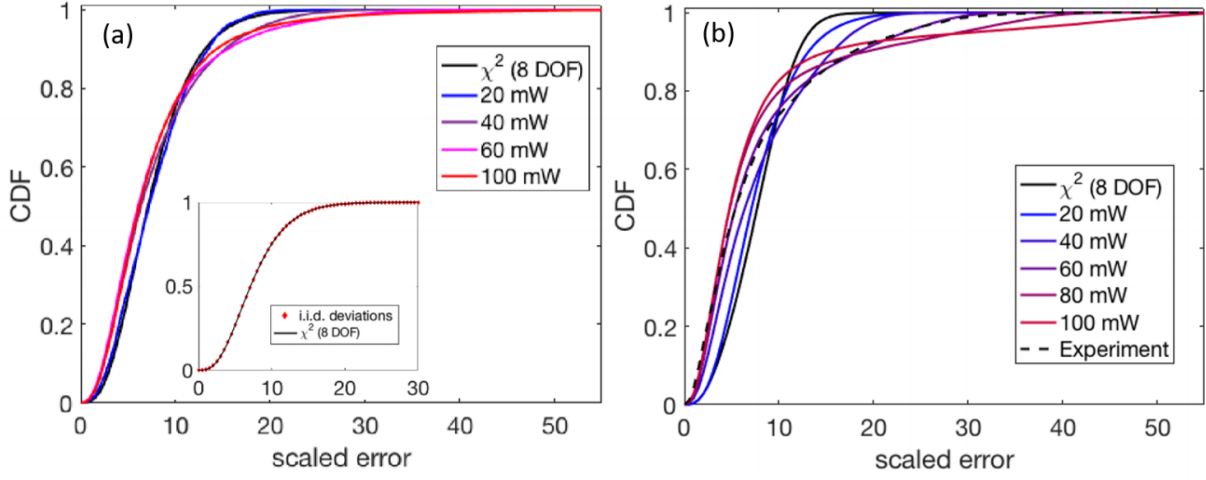 (a)
CDF
1
0.8
0.6
0.4
0.2
0
0 10 20 30 40 50
scaled error
χ² (8 DOF)
20 mW
40 mW
60 mW
100 mW
1
0.5
0
0 10 20 30
i.i.d. deviations
χ² (8 DOF)
(b)
CDF
1
0.8
0.6
0.4
0.2
0
0 10 20 30 40 50
scaled error
χ² (8 DOF)
20 mW
40 mW
60 mW
80 mW
100 mW
Experiment